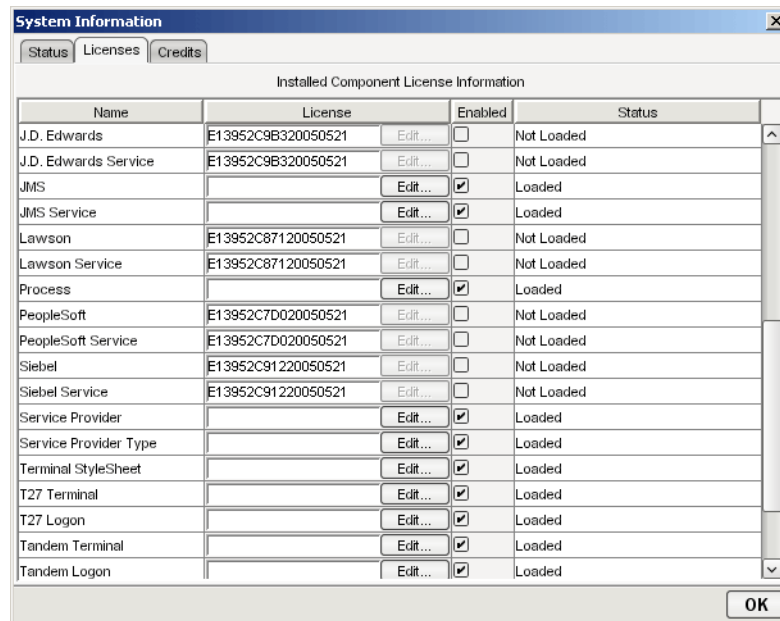 System Information
Status Licenses Credits
Installed Component License Information
Name License Enabled Status
J.D. Edwards E13952C9B320050521 Edit... Not Loaded
J.D. Edwards Service E13952C9B320050521 Edit... Not Loaded
JMS Edit... Loaded
JMS Service Edit... Loaded
Lawson E13952C87120050521 Edit... Not Loaded
Lawson Service E13952C87120050521 Edit... Not Loaded
Process Edit... Loaded
PeopleSoft E13952C7D020050521 Edit... Not Loaded
PeopleSoft Service E13952C7D020050521 Edit... Not Loaded
Siebel E13952C91220050521 Edit... Not Loaded
Siebel Service E13952C91220050521 Edit... Not Loaded
Service Provider Edit... Loaded
Service Provider Type Edit... Loaded
Terminal StyleSheet Edit... Loaded
T27 Terminal Edit... Loaded
T27 Logon Edit... Loaded
Tandem Terminal Edit... Loaded
Tandem Logon Edit... Loaded
OK